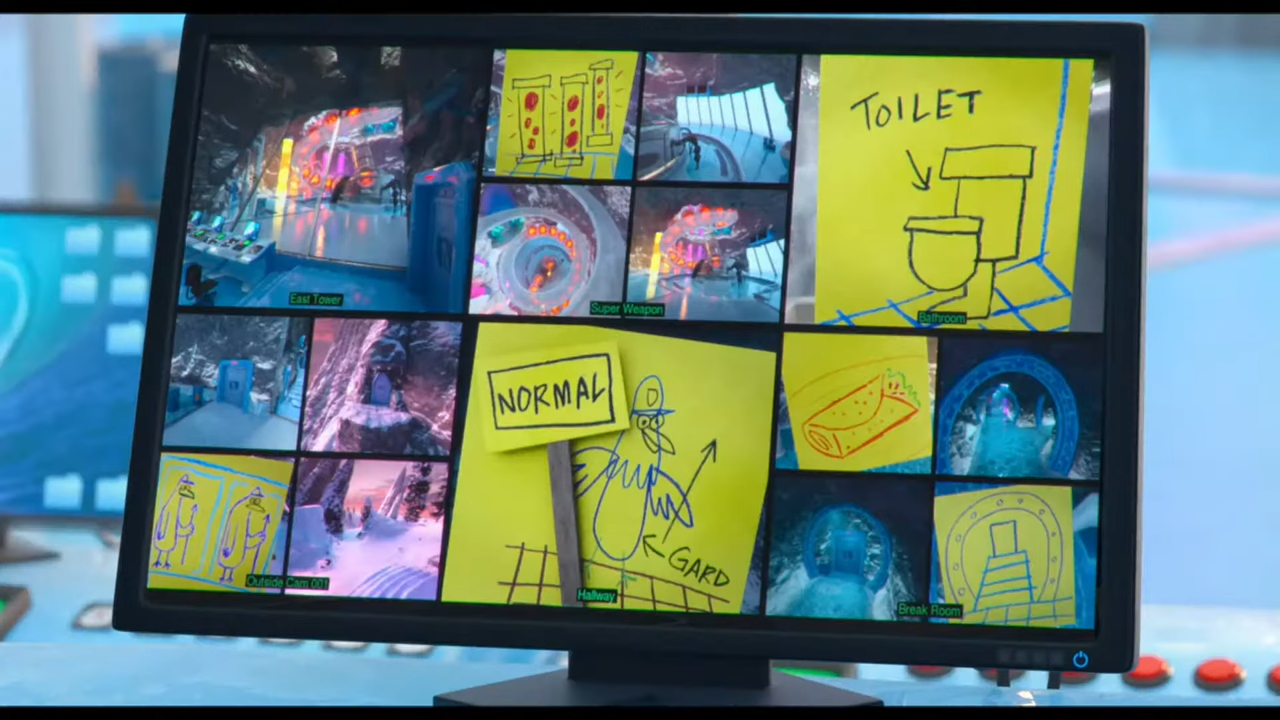 TOILET
East Tower
Super Weapon
Bathroom
NORMAL
GARD
Outside Cam 001
Hallway
Break Room